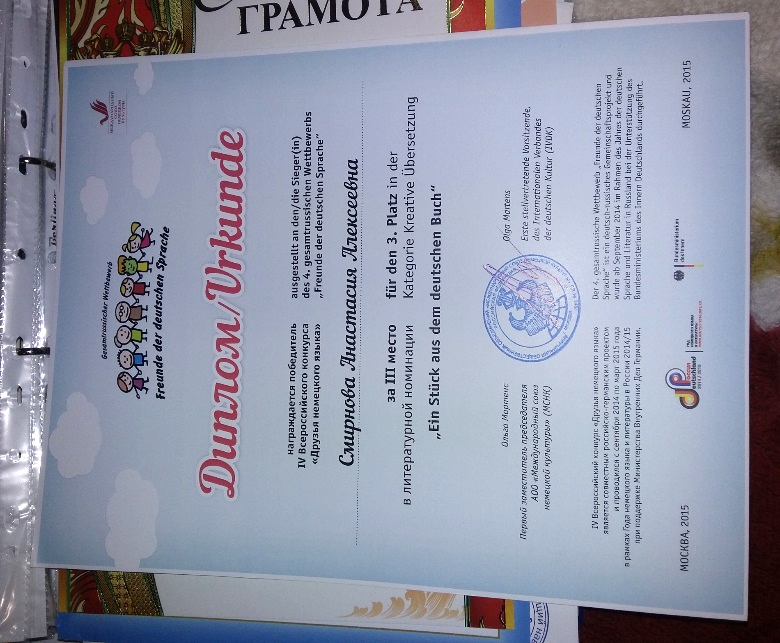 ГРАМОТА
Gesamtrussischer Wettbewerb
Freunde der deutschen Sprache
Диплом/Urkunde
награждается победитель
IV Всероссийского конкурса
«Друзья немецкого языка»
ausgestellt an den/die Sieger(in)
des 4. gesamtrussischen Wettbewerbs
„Freunde der deutschen Sprache“
Смирнова Анастасия Алексеевна
за III место
в литературной номинации
für den 3. Platz in der
Kategorie Kreative Übersetzung
„Ein Stück aus dem deutschen Buch“
Ольга Мартенс
Первый заместитель председателя
АОО «Международный союз
немецкой культуры» (МСНК)
Olga Martens
Erste stellvertretende Vorsitzende,
des Internationalen Verbandes
der deutschen Kultur (IVDK)
IV Всероссийский конкурс «Друзья немецкого языка»
является совместным российско-германским проектом
и проводился с сентября 2014 по март 2015 года
в рамках Года немецкого языка и литературы в России 2014/15
при поддержке Министерства Внутренних Дел Германии.
Der 4. gesamtrussische Wettbewerb „Freunde der deutschen
Sprache“ ist ein deutsch-russisches Gemeinschaftsprojekt und
wurde ab September 2014 im Rahmen des Jahres der deutschen
Sprache und Literatur in Russland bei der Unterstützung des
Bundesministeriums des Innern Deutschlands durchgeführt.
Bundesministerium
des Innern
МОСКВА, 2015
MOSKAU, 2015